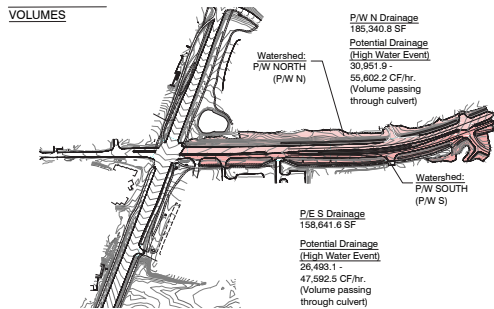 VOLUMES
P/W N Drainage
185,340.8 SF
Potential Drainage
(High Water Event)
30,951.9 -
55,602.2 CF/hr.
(Volume passing
through culvert)
Watershed:
P/W NORTH
(P/W N)
Watershed:
P/W SOUTH
(P/W S)
P/E S Drainage
158,641.6 SF
Potential Drainage
(High Water Event)
26,493.1 -
47,592.5 CF/hr.
(Volume passing
through culvert)